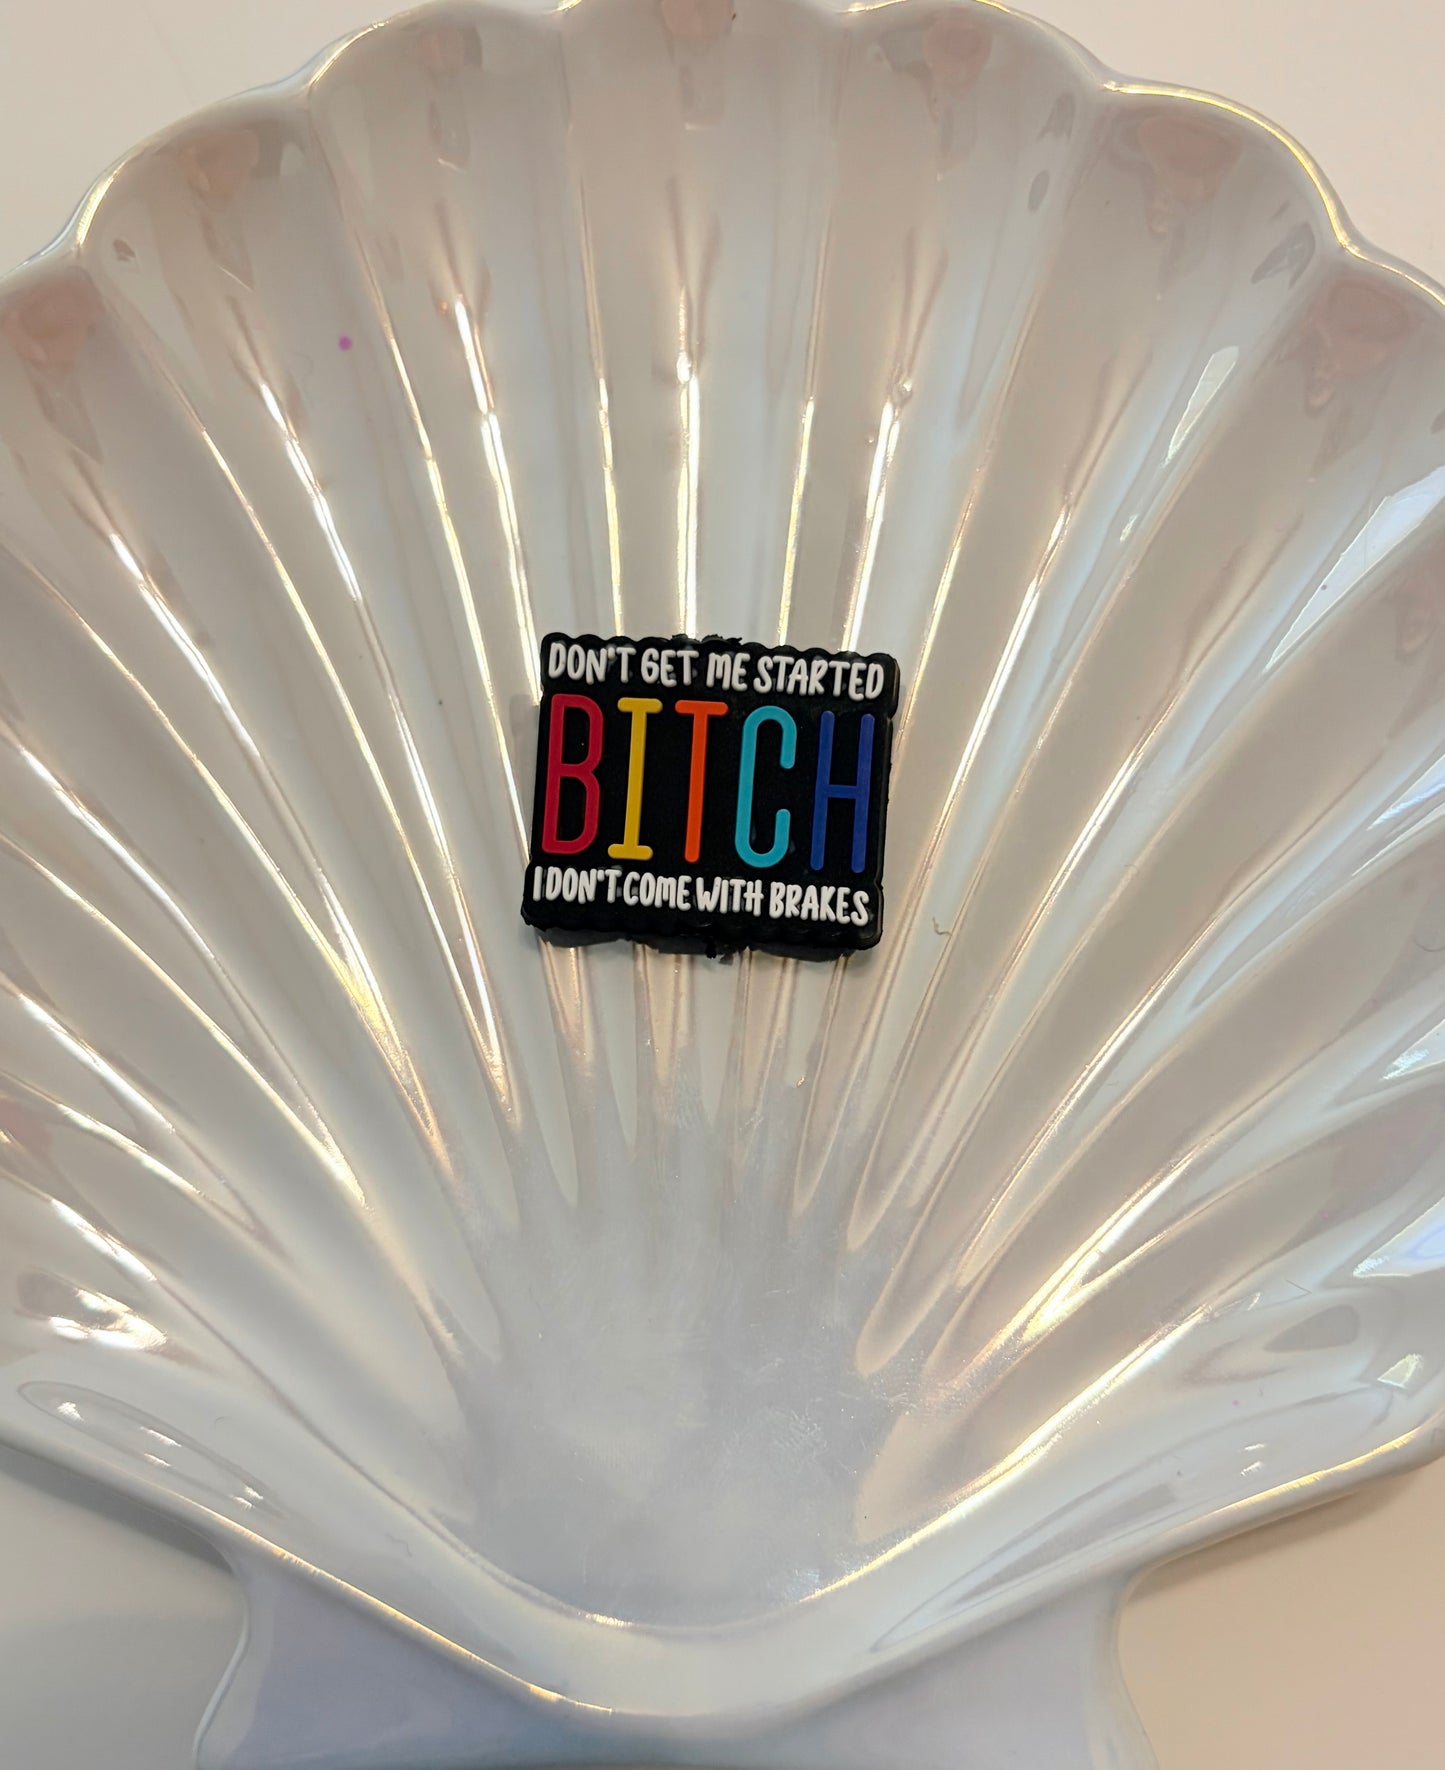 DON'T GET ME STARTED
BITCH
I DON'T COME WITH BRAKES